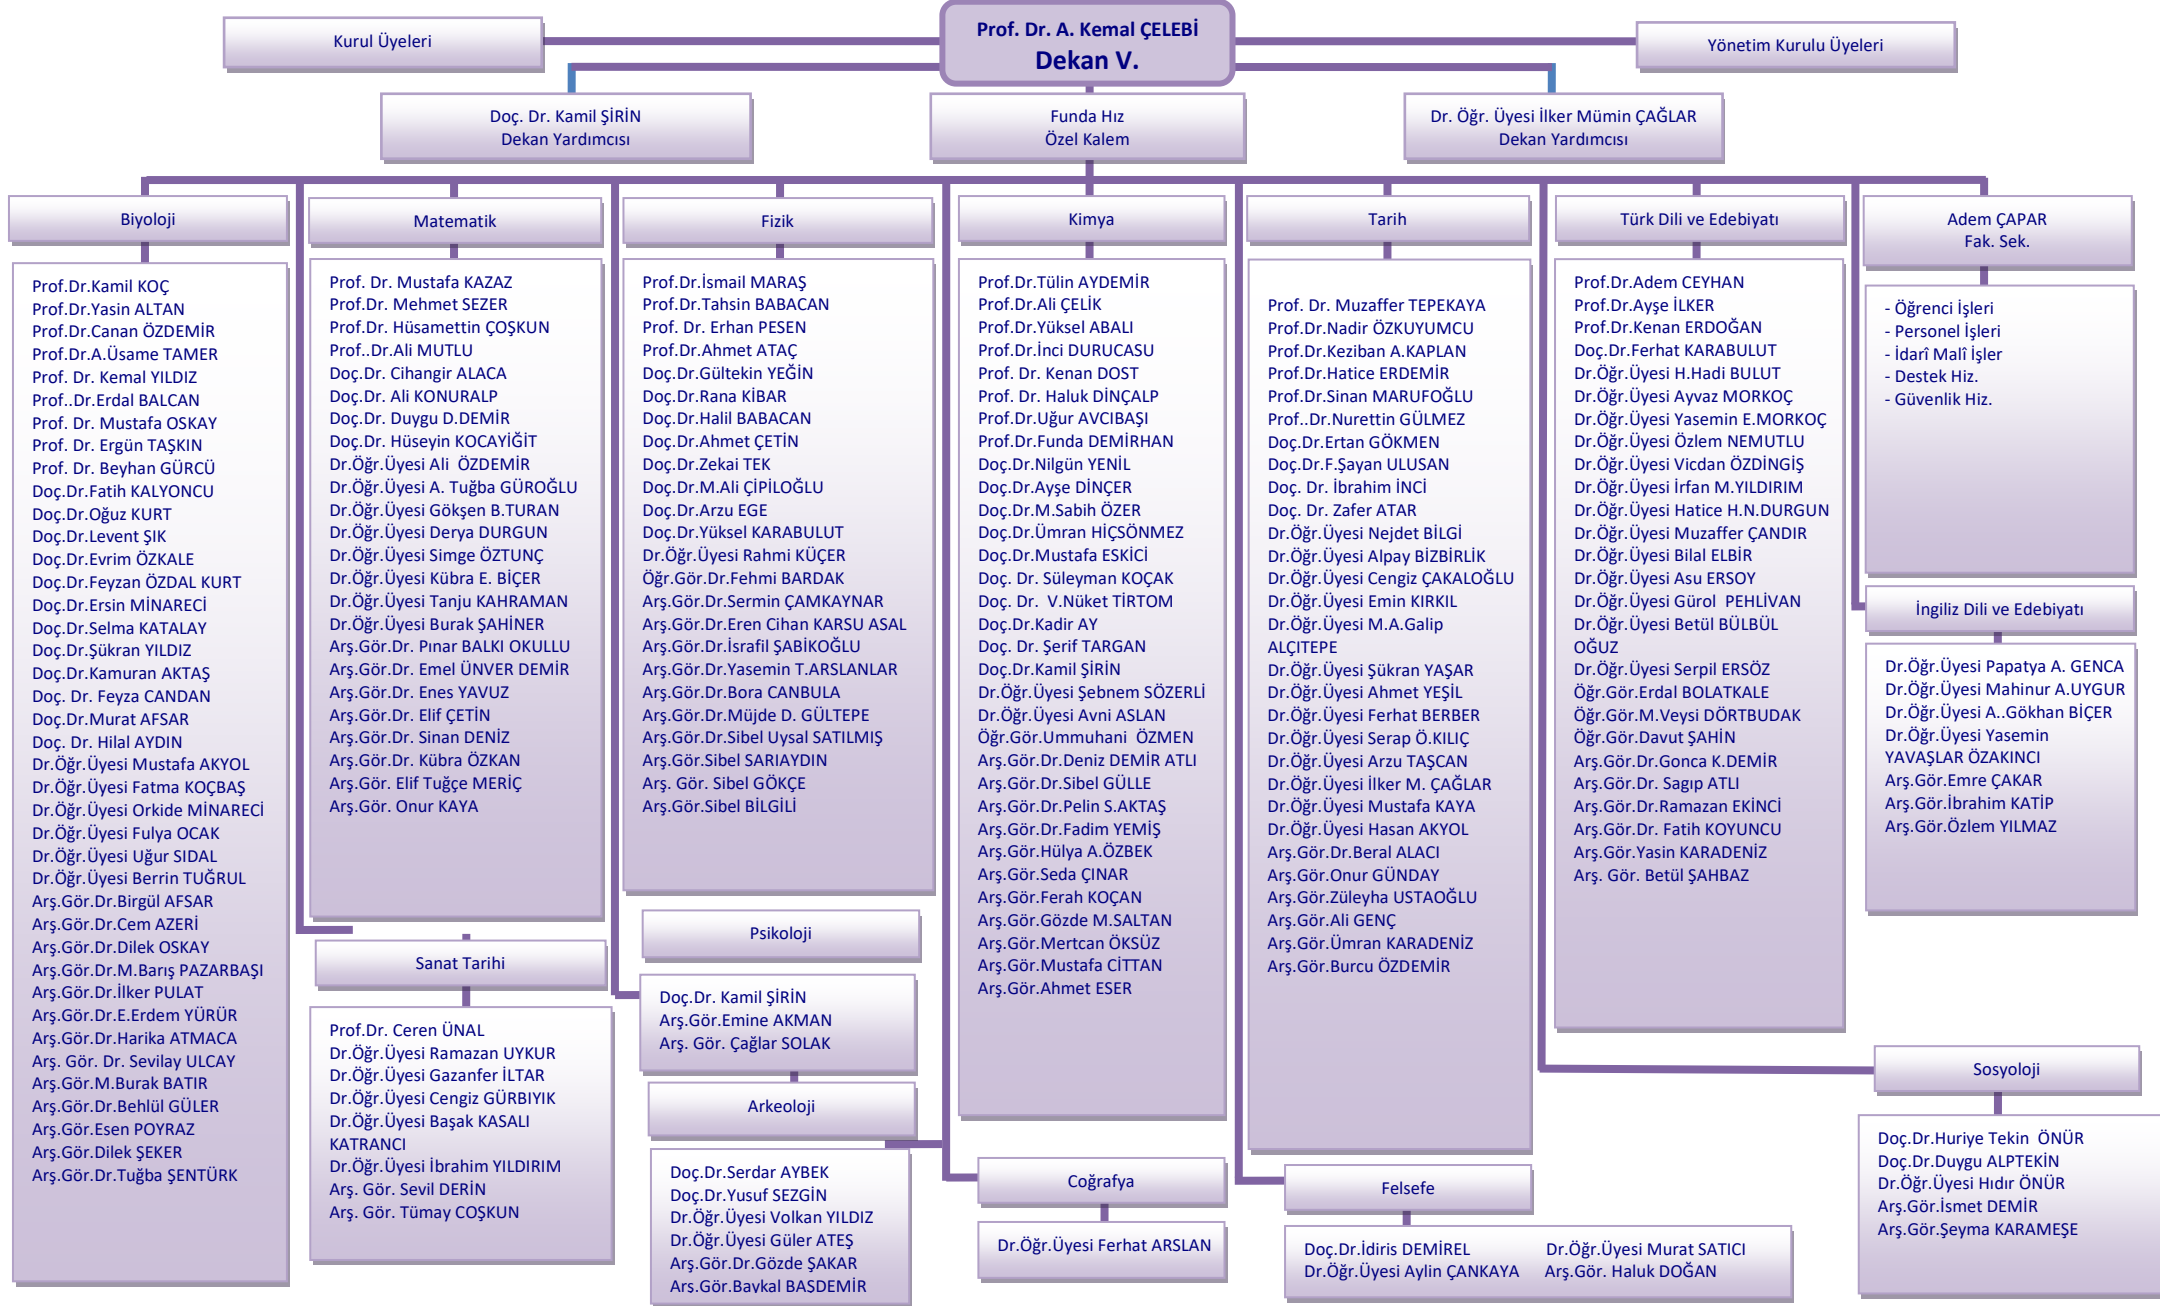 Kurul Üyeleri
Prof. Dr. A. Kemal ÇELEBİ
Dekan V.
Yönetim Kurulu Üyeleri
Doç. Dr. Kamil ŞİRİN
Dekan Yardımcısı
Funda Hız
Özel Kalem
Dr. Öğr. Üyesi İlker Mümin ÇAĞLAR
Dekan Yardımcısı
Biyoloji
Prof.Dr.Kamil KOÇ
Prof.Dr.Yasin ALTAN
Prof.Dr.Canan ÖZDEMİR
Prof.Dr.A.Üsame TAMER
Prof. Dr. Kemal YILDIZ
Prof..Dr.Erdal BALCAN
Prof. Dr. Mustafa OSKAY
Prof. Dr. Ergün TAŞKIN
Prof. Dr. Beyhan GÜRCÜ
Doç.Dr.Fatih KALYONCU
Doç.Dr.Oğuz KURT
Doç.Dr.Levent ŞIK
Doç.Dr.Evrim ÖZKALE
Doç.Dr.Feyzan ÖZDAL KURT
Doç.Dr.Ersin MİNARECİ
Doç.Dr.Selma KATALAY
Doç.Dr.Şükran YILDIZ
Doç.Dr.Kamuran AKTAŞ
Doç. Dr. Feyza CANDAN
Doç.Dr.Murat AFSAR
Doç. Dr. Hilal AYDIN
Dr.Öğr.Üyesi Mustafa AKYOL
Dr.Öğr.Üyesi Fatma KOÇBAŞ
Dr.Öğr.Üyesi Orkide MİNARECİ
Dr.Öğr.Üyesi Fulya OCAK
Dr.Öğr.Üyesi Uğur SIDAL
Dr.Öğr.Üyesi Berrin TUĞRUL
Arş.Gör.Dr.Birgül AFSAR
Arş.Gör.Dr.Cem AZERİ
Arş.Gör.Dr.Dilek OSKAY
Arş.Gör.Dr.M.Barış PAZARBAŞI
Arş.Gör.Dr.İlker PULAT
Arş.Gör.Dr.E.Erdem YÜRÜR
Arş.Gör.Dr.Harika ATMACA
Arş. Gör. Dr. Sevilay ULCAY
Arş.Gör.M.Burak BATIR
Arş.Gör.Dr.Behlül GÜLER
Arş.Gör.Esen POYRAZ
Arş.Gör.Dilek ŞEKER
Arş.Gör.Dr.Tuğba ŞENTÜRK
Matematik
Prof. Dr. Mustafa KAZAZ
Prof.Dr. Mehmet SEZER
Prof.Dr. Hüsamettin ÇOŞKUN
Prof..Dr.Ali MUTLU
Doç.Dr. Cihangir ALACA
Doç.Dr. Ali KONURALP
Doç.Dr. Duygu D.DEMİR
Doç.Dr. Hüseyin KOCAYİĞİT
Dr.Öğr.Üyesi Ali  ÖZDEMİR
Dr.Öğr.Üyesi A. Tuğba GÜROĞLU
Dr.Öğr.Üyesi Gökşen B.TURAN
Dr.Öğr.Üyesi Derya DURGUN
Dr.Öğr.Üyesi Simge ÖZTUNÇ
Dr.Öğr.Üyesi Kübra E. BİÇER
Dr.Öğr.Üyesi Tanju KAHRAMAN
Dr.Öğr.Üyesi Burak ŞAHİNER
Arş.Gör.Dr. Pınar BALKI OKULLU
Arş.Gör.Dr. Emel ÜNVER DEMİR
Arş.Gör.Dr. Enes YAVUZ
Arş.Gör.Dr. Elif ÇETİN
Arş.Gör.Dr. Sinan DENİZ
Arş.Gör.Dr. Kübra ÖZKAN
Arş.Gör. Elif Tuğçe MERİÇ
Arş.Gör. Onur KAYA
Sanat Tarihi
Prof.Dr. Ceren ÜNAL
Dr.Öğr.Üyesi Ramazan UYKUR
Dr.Öğr.Üyesi Gazanfer İLTAR
Dr.Öğr.Üyesi Cengiz GÜRBIYIK
Dr.Öğr.Üyesi Başak KASALI
KATRANCI
Dr.Öğr.Üyesi İbrahim YILDIRIM
Arş. Gör. Sevil DERİN
Arş. Gör. Tümay COŞKUN
Fizik
Prof.Dr.İsmail MARAŞ
Prof.Dr.Tahsin BABACAN
Prof. Dr. Erhan PESEN
Prof.Dr.Ahmet ATAÇ
Doç.Dr.Gültekin YEĞİN
Doç.Dr.Rana KİBAR
Doç.Dr.Halil BABACAN
Doç.Dr.Ahmet ÇETİN
Doç.Dr.Zekai TEK
Doç.Dr.M.Ali ÇİPİLOĞLU
Doç.Dr.Arzu EGE
Doç.Dr.Yüksel KARABULUT
Dr.Öğr.Üyesi Rahmi KÜÇER
Öğr.Gör.Dr.Fehmi BARDAK
Arş.Gör.Dr.Sermin ÇAMKAYNAR
Arş.Gör.Dr.Eren Cihan KARSU ASAL
Arş.Gör.Dr.İsrafil ŞABİKOĞLU
Arş.Gör.Dr.Yasemin T.ARSLANLAR
Arş.Gör.Dr.Bora CANBULA
Arş.Gör.Dr.Müjde D. GÜLTEPE
Arş.Gör.Dr.Sibel Uysal SATILMIŞ
Arş.Gör.Sibel SARIAYDIN
Arş. Gör. Sibel GÖKÇE
Arş.Gör.Sibel BİLGİLİ
Psikoloji
Doç.Dr. Kamil ŞİRİN
Arş.Gör.Emine AKMAN
Arş. Gör. Çağlar SOLAK
Arkeoloji
Doç.Dr.Serdar AYBEK
Doç.Dr.Yusuf SEZGİN
Dr.Öğr.Üyesi Volkan YILDIZ
Dr.Öğr.Üyesi Güler ATEŞ
Arş.Gör.Dr.Gözde ŞAKAR
Arş.Gör.Baykal BAŞDEMİR
Kimya
Prof.Dr.Tülin AYDEMİR
Prof.Dr.Ali ÇELİK
Prof.Dr.Yüksel ABALI
Prof.Dr.İnci DURUCASU
Prof. Dr. Kenan DOST
Prof. Dr. Haluk DİNÇALP
Prof.Dr.Uğur AVCIBAŞI
Prof.Dr.Funda DEMİRHAN
Doç.Dr.Nilgün YENİL
Doç.Dr.Ayşe DİNÇER
Doç.Dr.M.Sabih ÖZER
Doç.Dr.Ümran HİÇSÖNMEZ
Doç.Dr.Mustafa ESKİCİ
Doç. Dr. Süleyman KOÇAK
Doç. Dr.  V.Nüket TİRTOM
Doç.Dr.Kadir AY
Doç. Dr. Şerif TARGAN
Doç.Dr.Kamil ŞİRİN
Dr.Öğr.Üyesi Şebnem SÖZERLİ
Dr.Öğr.Üyesi Avni ASLAN
Öğr.Gör.Ummuhani  ÖZMEN
Arş.Gör.Dr.Deniz DEMİR ATLI
Arş.Gör.Dr.Sibel GÜLLE
Arş.Gör.Dr.Pelin S.AKTAŞ
Arş.Gör.Dr.Fadim YEMİŞ
Arş.Gör.Hülya A.ÖZBEK
Arş.Gör.Seda ÇINAR
Arş.Gör.Ferah KOÇAN
Arş.Gör.Gözde M.SALTAN
Arş.Gör.Mertcan ÖKSÜZ
Arş.Gör.Mustafa CİTTAN
Arş.Gör.Ahmet ESER
Coğrafya
Dr.Öğr.Üyesi Ferhat ARSLAN
Tarih
Prof. Dr. Muzaffer TEPEKAYA
Prof.Dr.Nadir ÖZKUYUMCU
Prof.Dr.Keziban A.KAPLAN
Prof.Dr.Hatice ERDEMİR
Prof.Dr.Sinan MARUFOĞLU
Prof..Dr.Nurettin GÜLMEZ
Doç.Dr.Ertan GÖKMEN
Doç.Dr.F.Şayan ULUSAN
Doç. Dr. İbrahim İNCİ
Doç. Dr. Zafer ATAR
Dr.Öğr.Üyesi Nejdet BİLGİ
Dr.Öğr.Üyesi Alpay BİZBİRLİK
Dr.Öğr.Üyesi Cengiz ÇAKALOĞLU
Dr.Öğr.Üyesi Emin KIRKIL
Dr.Öğr.Üyesi M.A.Galip
ALÇITEPE
Dr.Öğr.Üyesi Şükran YAŞAR
Dr.Öğr.Üyesi Ahmet YEŞİL
Dr.Öğr.Üyesi Ferhat BERBER
Dr.Öğr.Üyesi Serap Ö.KILIÇ
Dr.Öğr.Üyesi Arzu TAŞCAN
Dr.Öğr.Üyesi İlker M. ÇAĞLAR
Dr.Öğr.Üyesi Mustafa KAYA
Dr.Öğr.Üyesi Hasan AKYOL
Arş.Gör.Dr.Beral ALACI
Arş.Gör.Onur GÜNDAY
Arş.Gör.Züleyha USTAOĞLU
Arş.Gör.Ali GENÇ
Arş.Gör.Ümran KARADENİZ
Arş.Gör.Burcu ÖZDEMİR
Felsefe
Doç.Dr.İdiris DEMİREL
Dr.Öğr.Üyesi Murat SATICI
Dr.Öğr.Üyesi Aylin ÇANKAYA
Arş.Gör. Haluk DOĞAN
Türk Dili ve Edebiyatı
Prof.Dr.Adem CEYHAN
Prof.Dr.Ayşe İLKER
Prof.Dr.Kenan ERDOĞAN
Doç.Dr.Ferhat KARABULUT
Dr.Öğr.Üyesi H.Hadi BULUT
Dr.Öğr.Üyesi Ayvaz MORKOÇ
Dr.Öğr.Üyesi Yasemin E.MORKOÇ
Dr.Öğr.Üyesi Özlem NEMUTLU
Dr.Öğr.Üyesi Vicdan ÖZDİNGİŞ
Dr.Öğr.Üyesi İrfan M.YILDIRIM
Dr.Öğr.Üyesi Hatice H.N.DURGUN
Dr.Öğr.Üyesi Muzaffer ÇANDIR
Dr.Öğr.Üyesi Bilal ELBİR
Dr.Öğr.Üyesi Asu ERSOY
Dr.Öğr.Üyesi Gürol  PEHLİVAN
Dr.Öğr.Üyesi Betül BÜLBÜL
OĞUZ
Dr.Öğr.Üyesi Serpil ERSÖZ
Öğr.Gör.Erdal BOLATKALE
Öğr.Gör.M.Veysi DÖRTBUDAK
Öğr.Gör.Davut ŞAHİN
Arş.Gör.Dr.Gonca K.DEMİR
Arş.Gör.Dr. Sagıp ATLI
Arş.Gör.Dr.Ramazan EKİNCİ
Arş.Gör.Dr. Fatih KOYUNCU
Arş.Gör.Yasin KARADENİZ
Arş. Gör. Betül ŞAHBAZ
Adem ÇAPAR
Fak. Sek.
- Öğrenci İşleri
- Personel İşleri
- İdarî Malî İşler
- Destek Hiz.
- Güvenlik Hiz.
İngiliz Dili ve Edebiyatı
Dr.Öğr.Üyesi Papatya A. GENCA
Dr.Öğr.Üyesi Mahinur A.UYGUR
Dr.Öğr.Üyesi A..Gökhan BİÇER
Dr.Öğr.Üyesi Yasemin
YAVAŞLAR ÖZAKINCI
Arş.Gör.Emre ÇAKAR
Arş.Gör.İbrahim KATİP
Arş.Gör.Özlem YILMAZ
Sosyoloji
Doç.Dr.Huriye Tekin  ÖNÜR
Doç.Dr.Duygu ALPTEKİN
Dr.Öğr.Üyesi Hıdır ÖNÜR
Arş.Gör.İsmet DEMİR
Arş.Gör.Şeyma KARAMEŞE